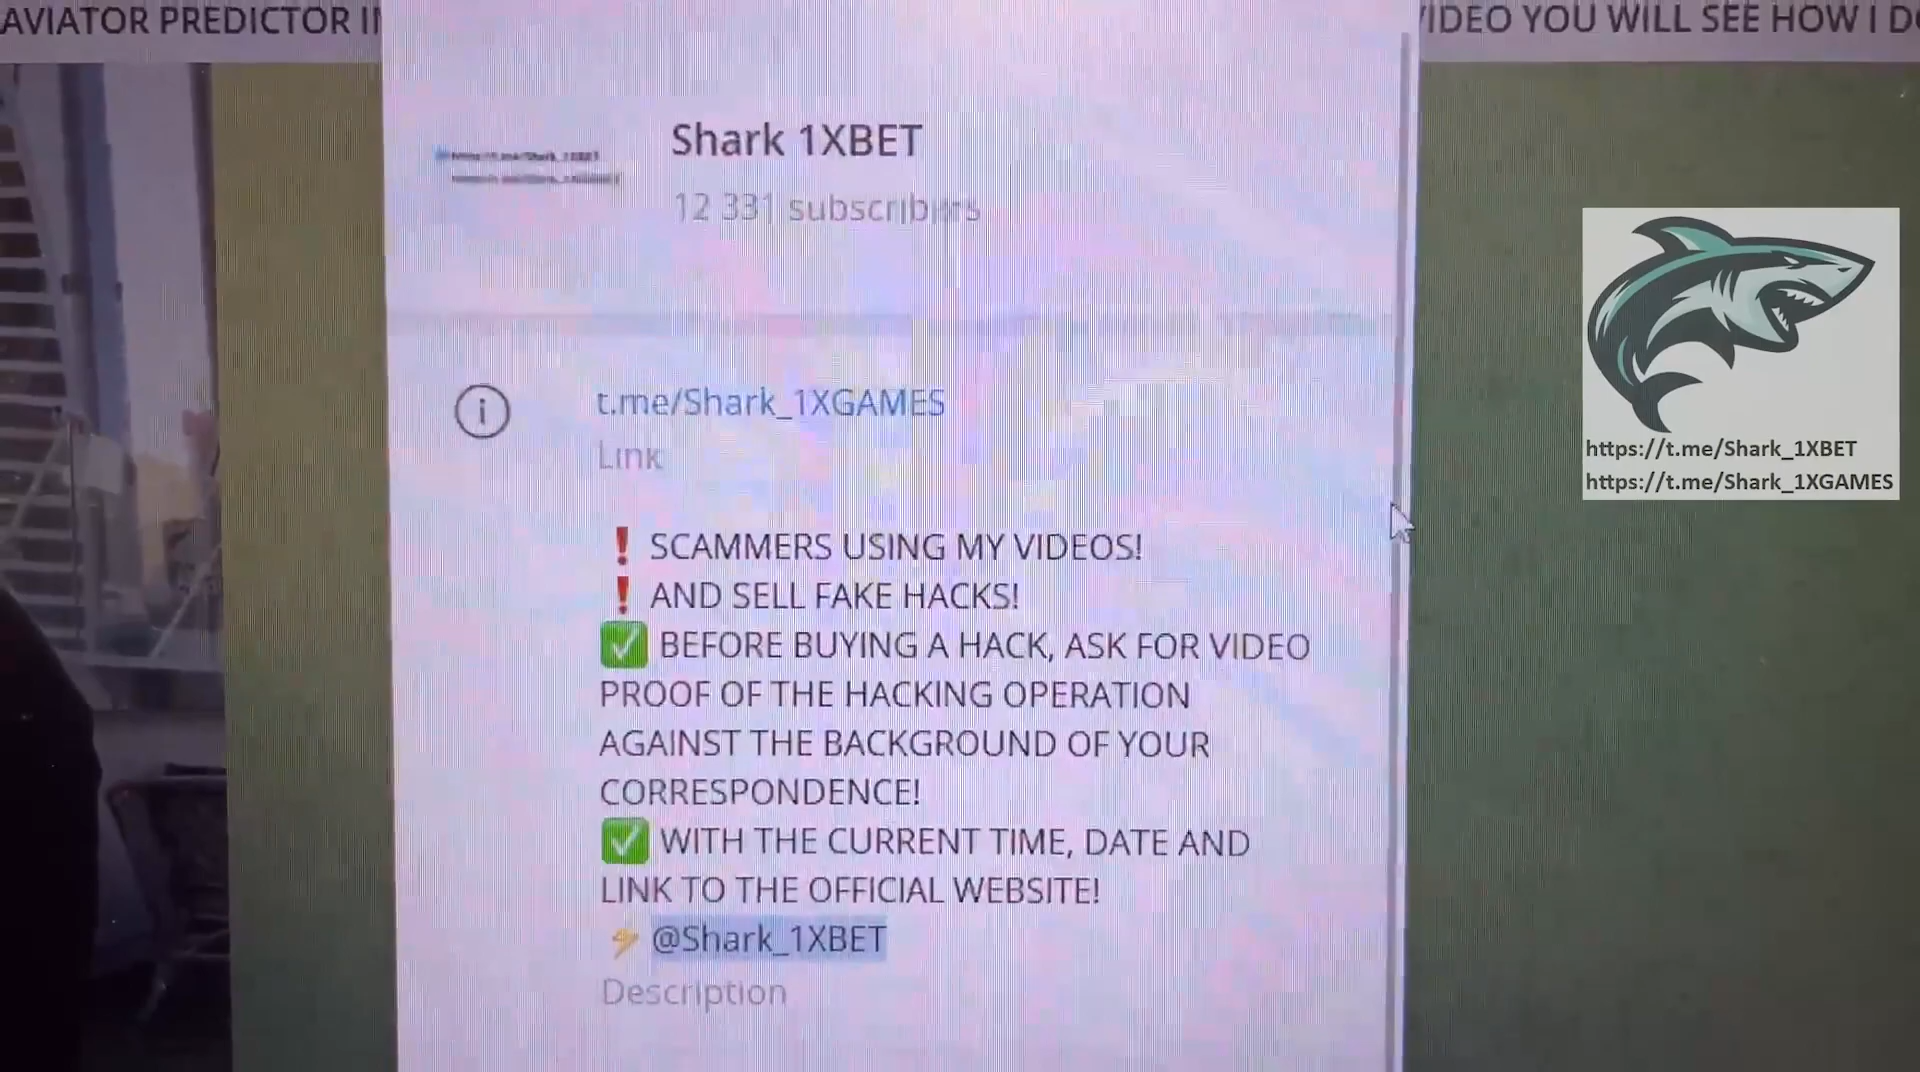 AVIATOR PREDICTOR I
VIDEO YOU WILL SEE HOW I DO
Shark 1XBET
12 331 subscribers
t.me/Shark_1XGAMES
Link
❗ SCAMMERS USING MY VIDEOS!
❗ AND SELL FAKE HACKS!
✅ BEFORE BUYING A HACK, ASK FOR VIDEO
PROOF OF THE HACKING OPERATION
AGAINST THE BACKGROUND OF YOUR
CORRESPONDENCE!
✅ WITH THE CURRENT TIME, DATE AND
LINK TO THE OFFICIAL WEBSITE!
⚡ @Shark_1XBET
Description
https://t.me/Shark_1XBET
https://t.me/Shark_1XGAMES